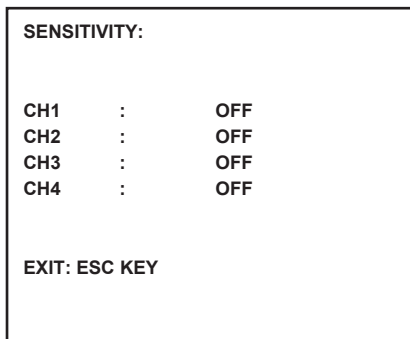 SENSITIVITY:
CH1 : OFF
CH2 : OFF
CH3 : OFF
CH4 : OFF
EXIT: ESC KEY